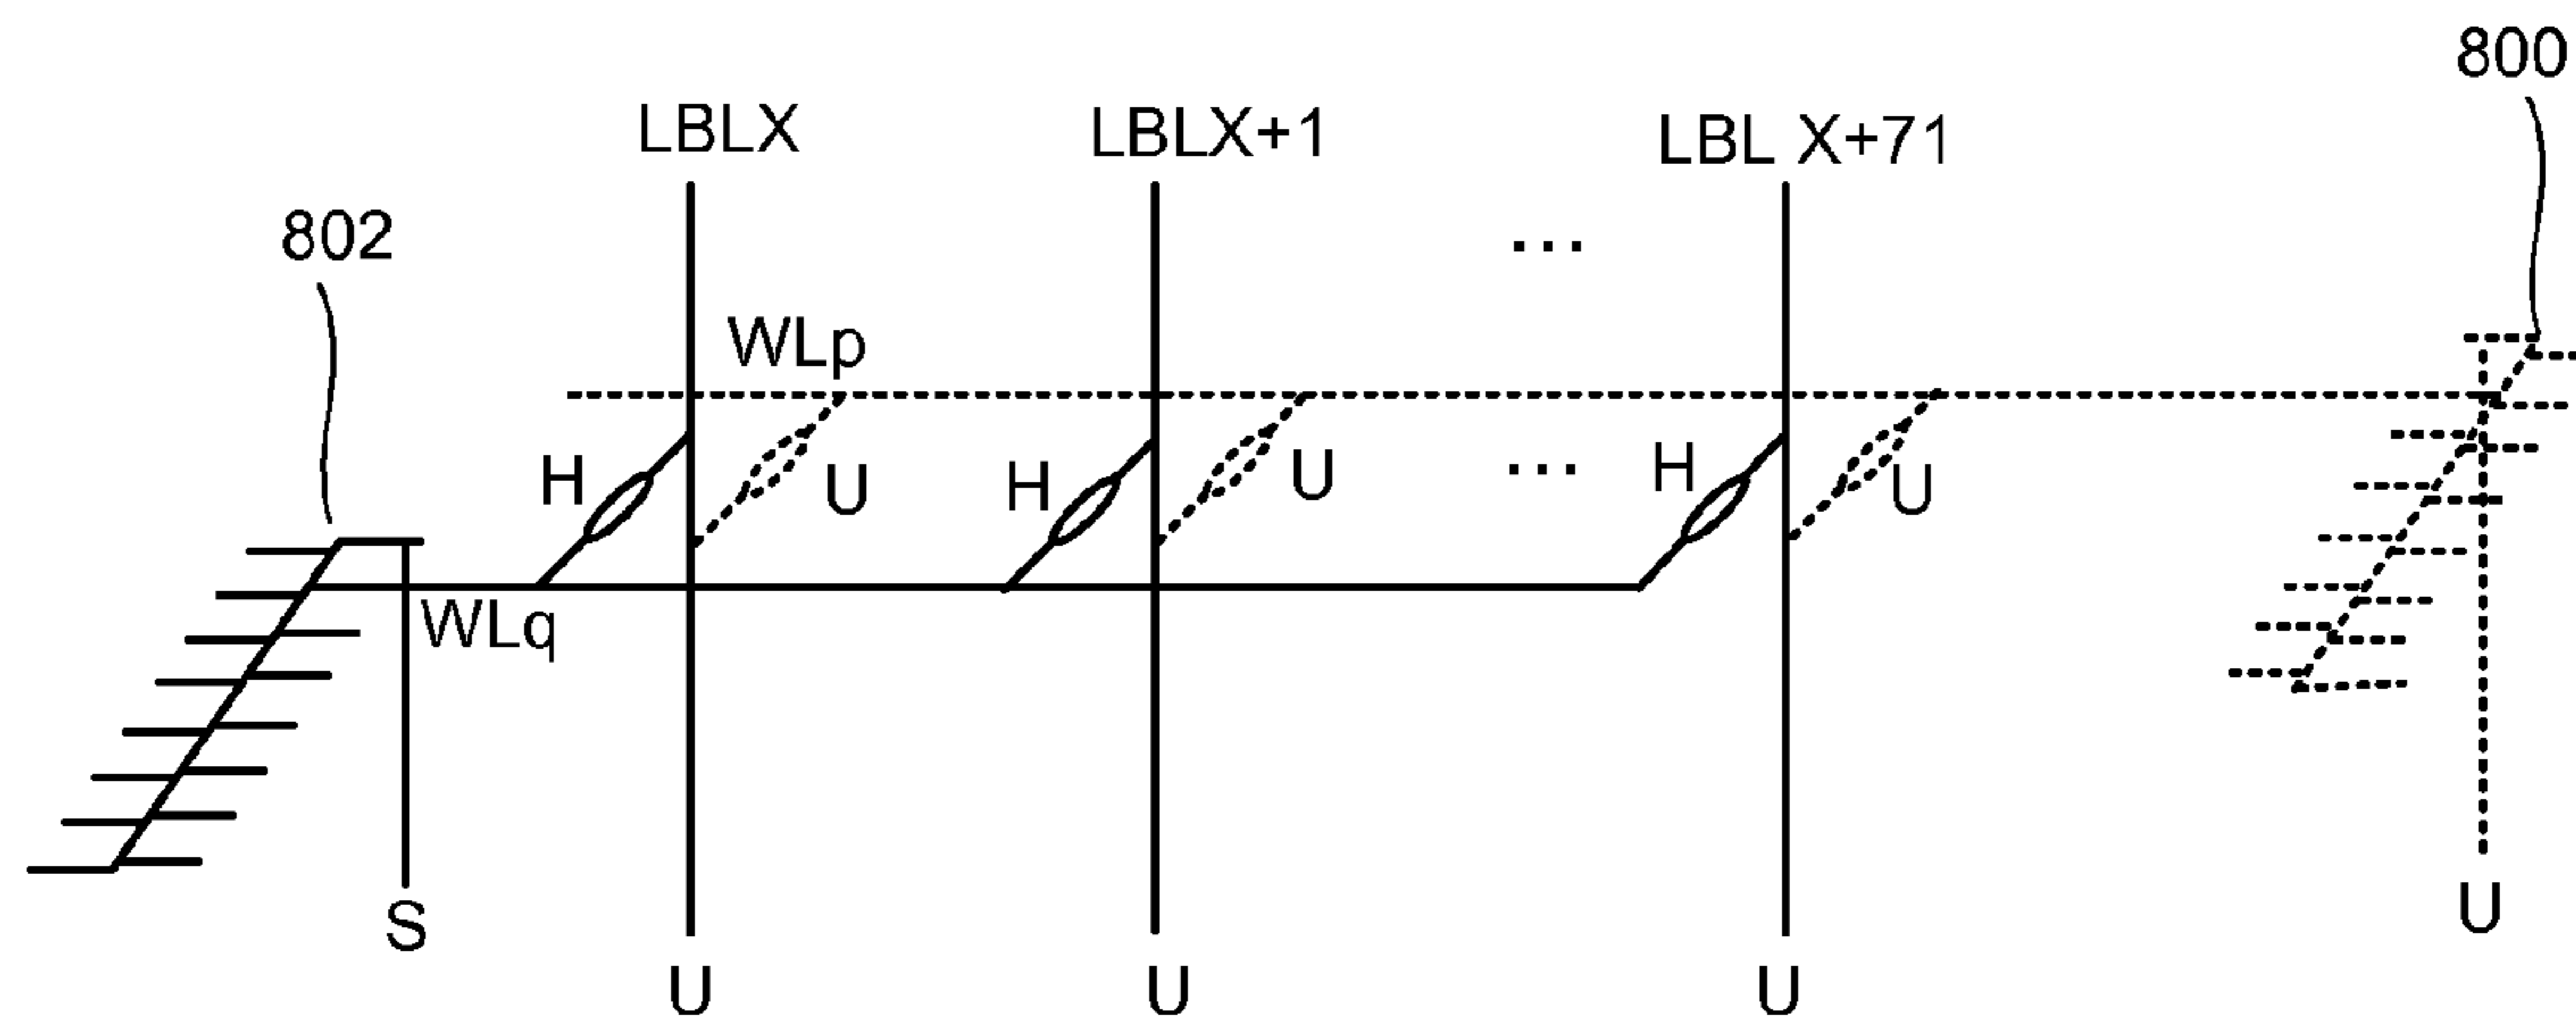 800
LBLX LBLX+1 LBL X+71
802
...
WLp
H U H U ... H U
WLq
S U
U U U